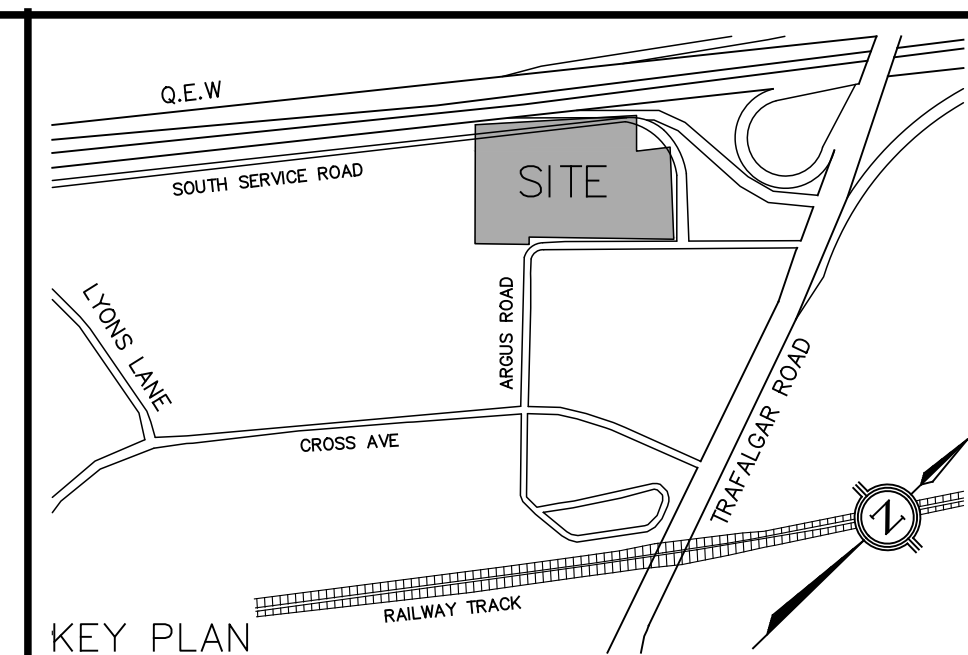 Q.E.W
SOUTH SERVICE ROAD
SITE
LYONS LANE
ARGUS ROAD
CROSS AVE
TRAFALGAR ROAD
N
RAILWAY TRACK
KEY PLAN